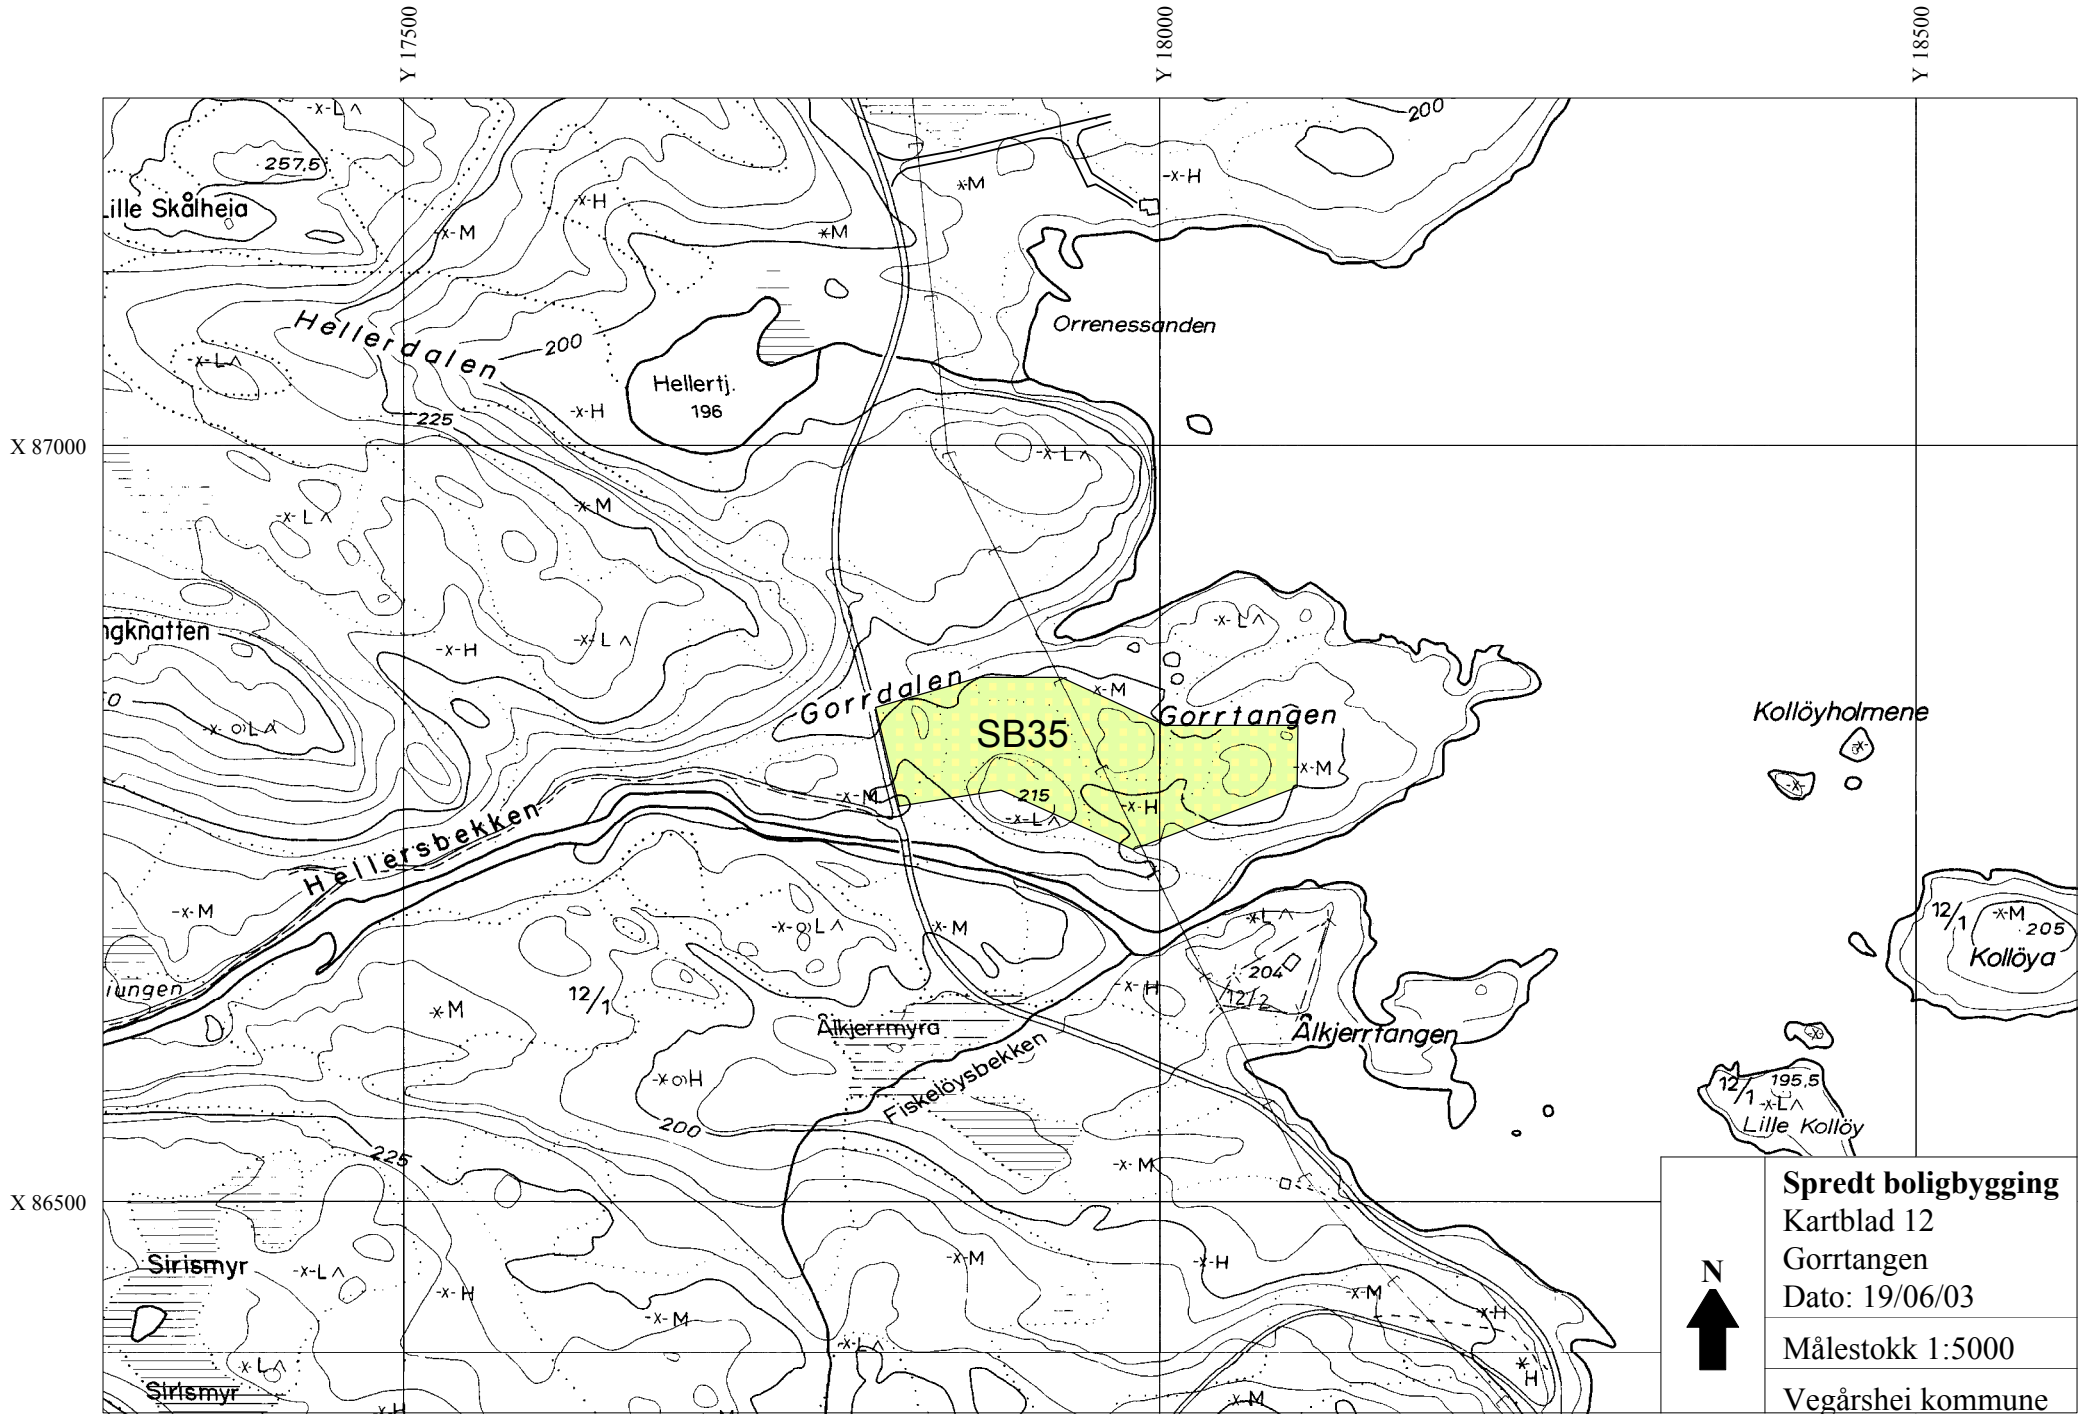 Y 17500
Y 18000
Y 18500
-x-L ^
200
257,5
-x-H
*M
-x-H
ille Skålheia
-x-M
*M
Hellerdalen
Orrenessanden
200
-x-L ^
Hellertj.
196
-x-H
225
X 87000
-x-L ^
-x-M
-x-L ^
-x-L ^
ngknatten
-x-H
-x-L ^
Gorrdalen
x-M
Gorrtangen
Kollöyholmene
SB35
-x-M
215
-x-M
-x-H
-x-L ^
Hellersbekken
-x-M
-x-M
*L ^
12/1
-x-M
205
Kollöya
204
12/2
iungen
12/1
*M
-x-H
Ålkjerrmyra
Ålkjerrtangen
Fiskelöysbekken
12/1
195,5
-x-L ^
Lille Kollöy
200
225
-x-M
X 86500
Sirismyr
-x-L ^
-x-H
-x-M
-x-M
-x-H
-x-M
-x-H
-x-L ^
-x-L ^
H
Sirismyr
-x-M
Spredt boligbygging
Kartblad 12
Gorrtangen
Dato: 19/06/03
N
Målestokk 1:5000
Vegårshei kommune